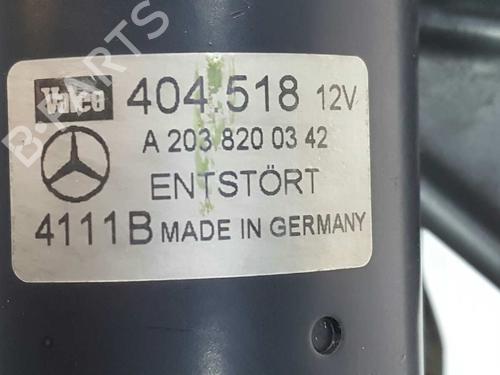 Valeo 404.518 12V
A 203 820 03 42
ENTSTÖRT
4111B MADE IN GERMANY
B-PARTS